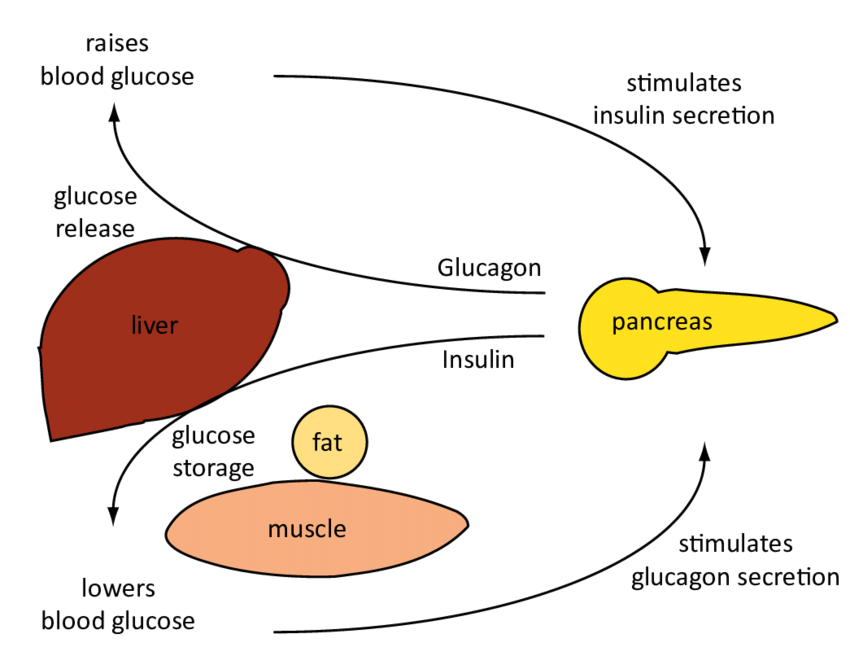 raises
blood glucose
stimulates
insulin secretion
glucose
release
Glucagon
liver
pancreas
Insulin
glucose
storage
fat
muscle
stimulates
glucagon secretion
lowers
blood glucose